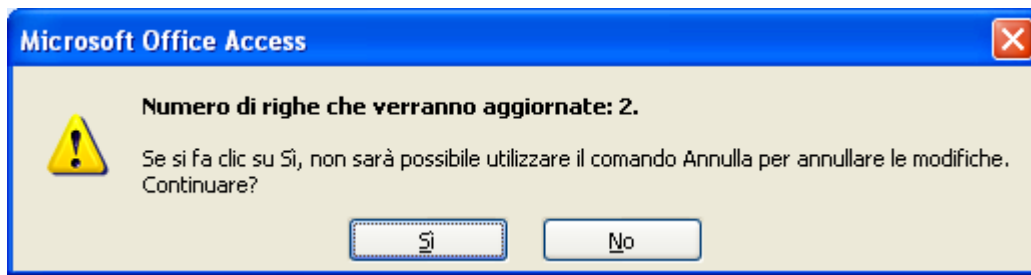 Microsoft Office Access
Numero di righe che verranno aggiornate: 2.
Se si fa clic su Sì, non sarà possibile utilizzare il comando Annulla per annullare le modifiche.
Continuare?
Sì
No